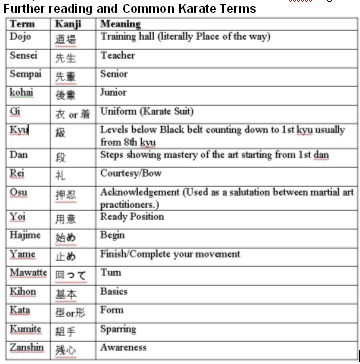 Further reading and Common Karate Terms
Term Kanji Meaning
Dojo 道場 Training hall (literally Place of the way)
Sensei 先生 Teacher
Sempai 先輩 Senior
kohai 後輩 Junior
Gi 衣 or 着 Uniform (Karate Suit)
Kyu 級 Levels below Black belt counting down to 1st kyu usually
from 8th kyu
Dan 段 Steps showing mastery of the art starting from 1st dan
Rei 礼 Courtesy/Bow
Osu 押忍 Acknowledgement (Used as a salutation between martial art
practitioners.)
Yoi 用意 Ready Position
Hajime 始め Begin
Yame 止め Finish/Complete your movement
Mawatte 回って Turn
Kihon 基本 Basics
Kata 型or形 Form
Kumite 組手 Sparring
Zanshin 残心 Awareness